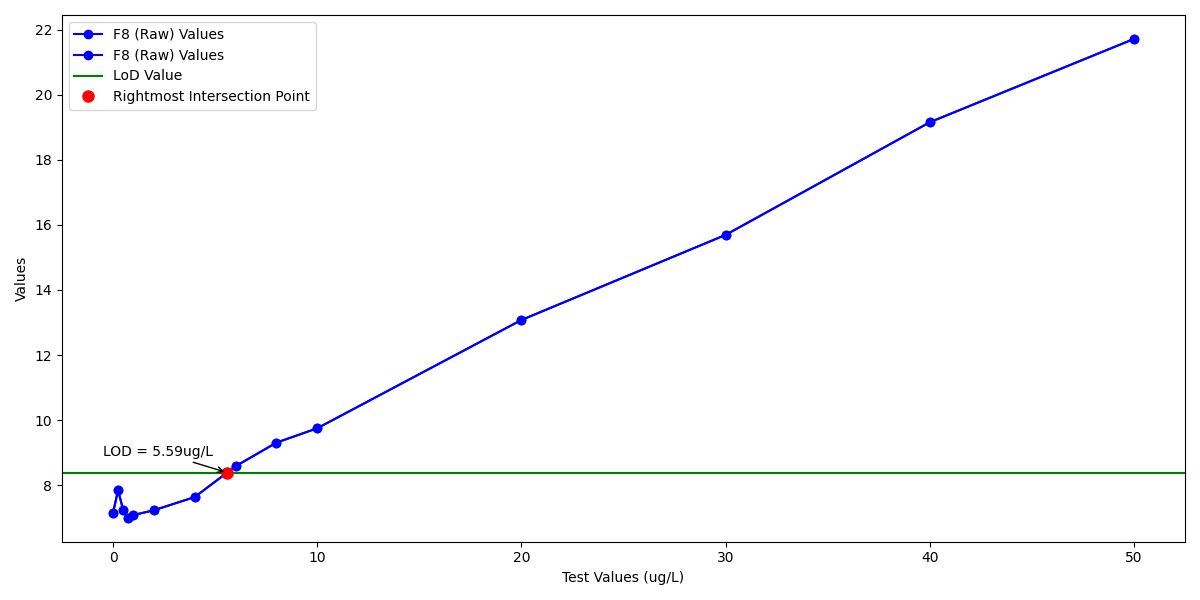 F8 (Raw) Values
F8 (Raw) Values
LoD Value
Rightmost Intersection Point
22
20
18
16
14
12
10
8
Values
LOD = 5.59ug/L
0 10 20 30 40 50
Test Values (ug/L)